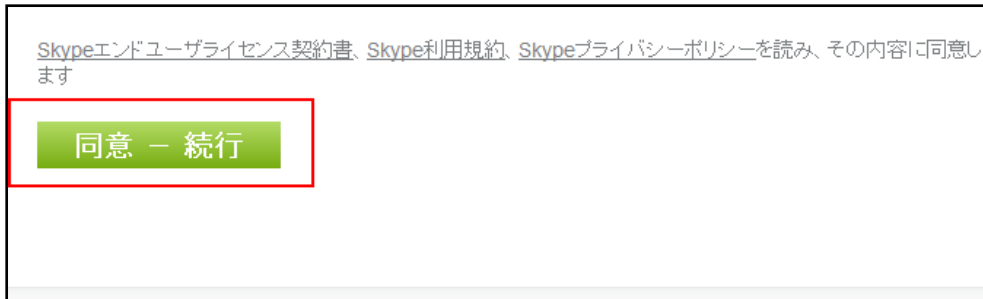 Skypeエンドユーザライセンス契約書、Skype利用規約、Skypeプライバシーポリシーを読み、その内容に同意し
ます
同意 － 続行